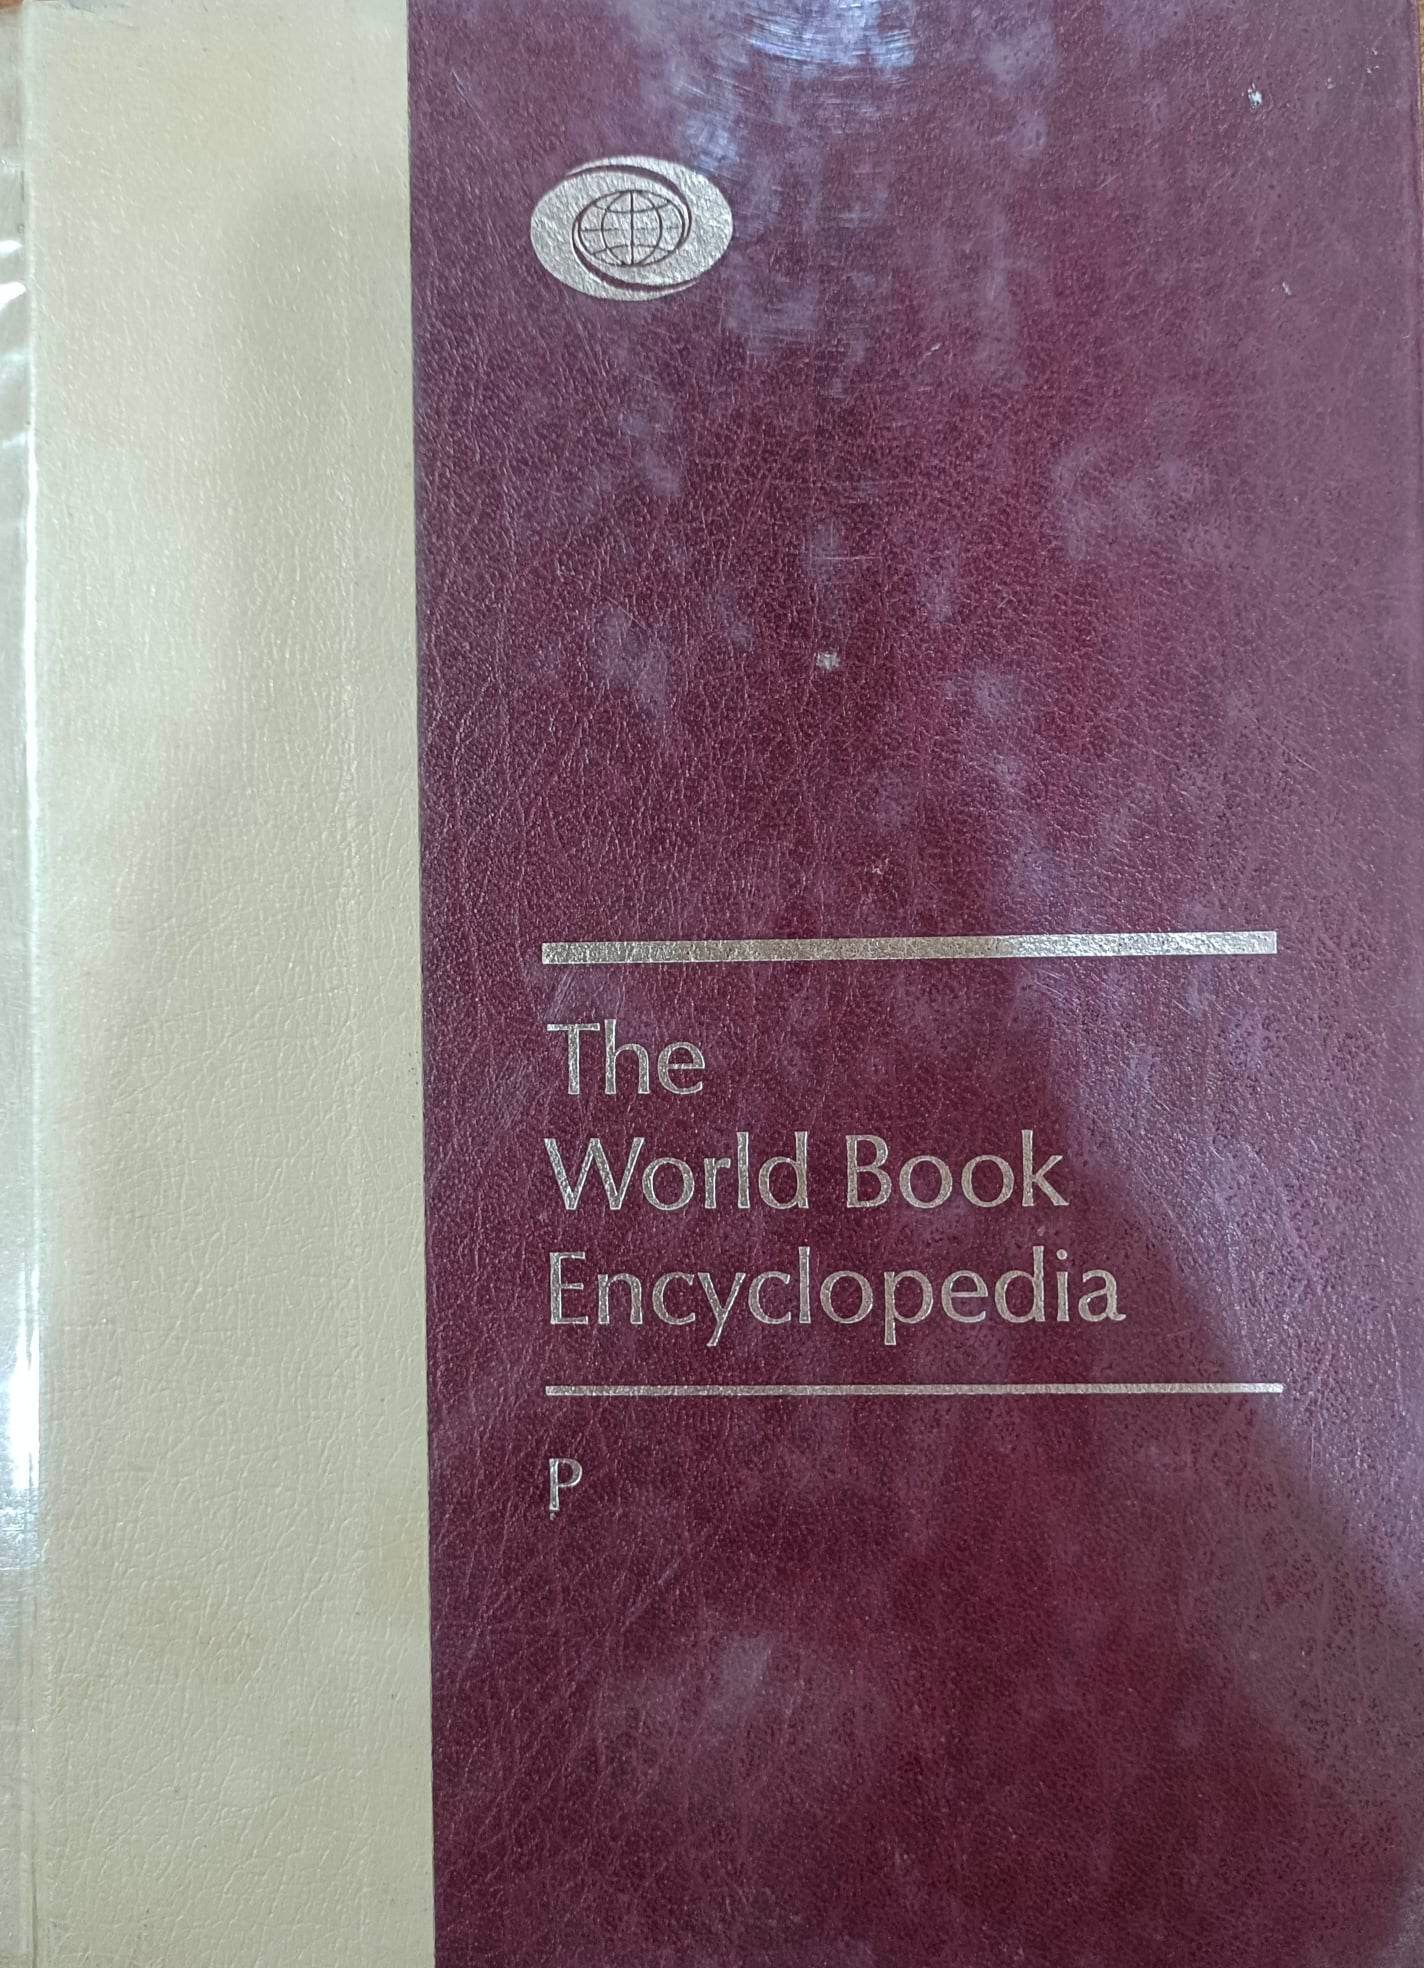 The
World Book
Encyclopedia
P